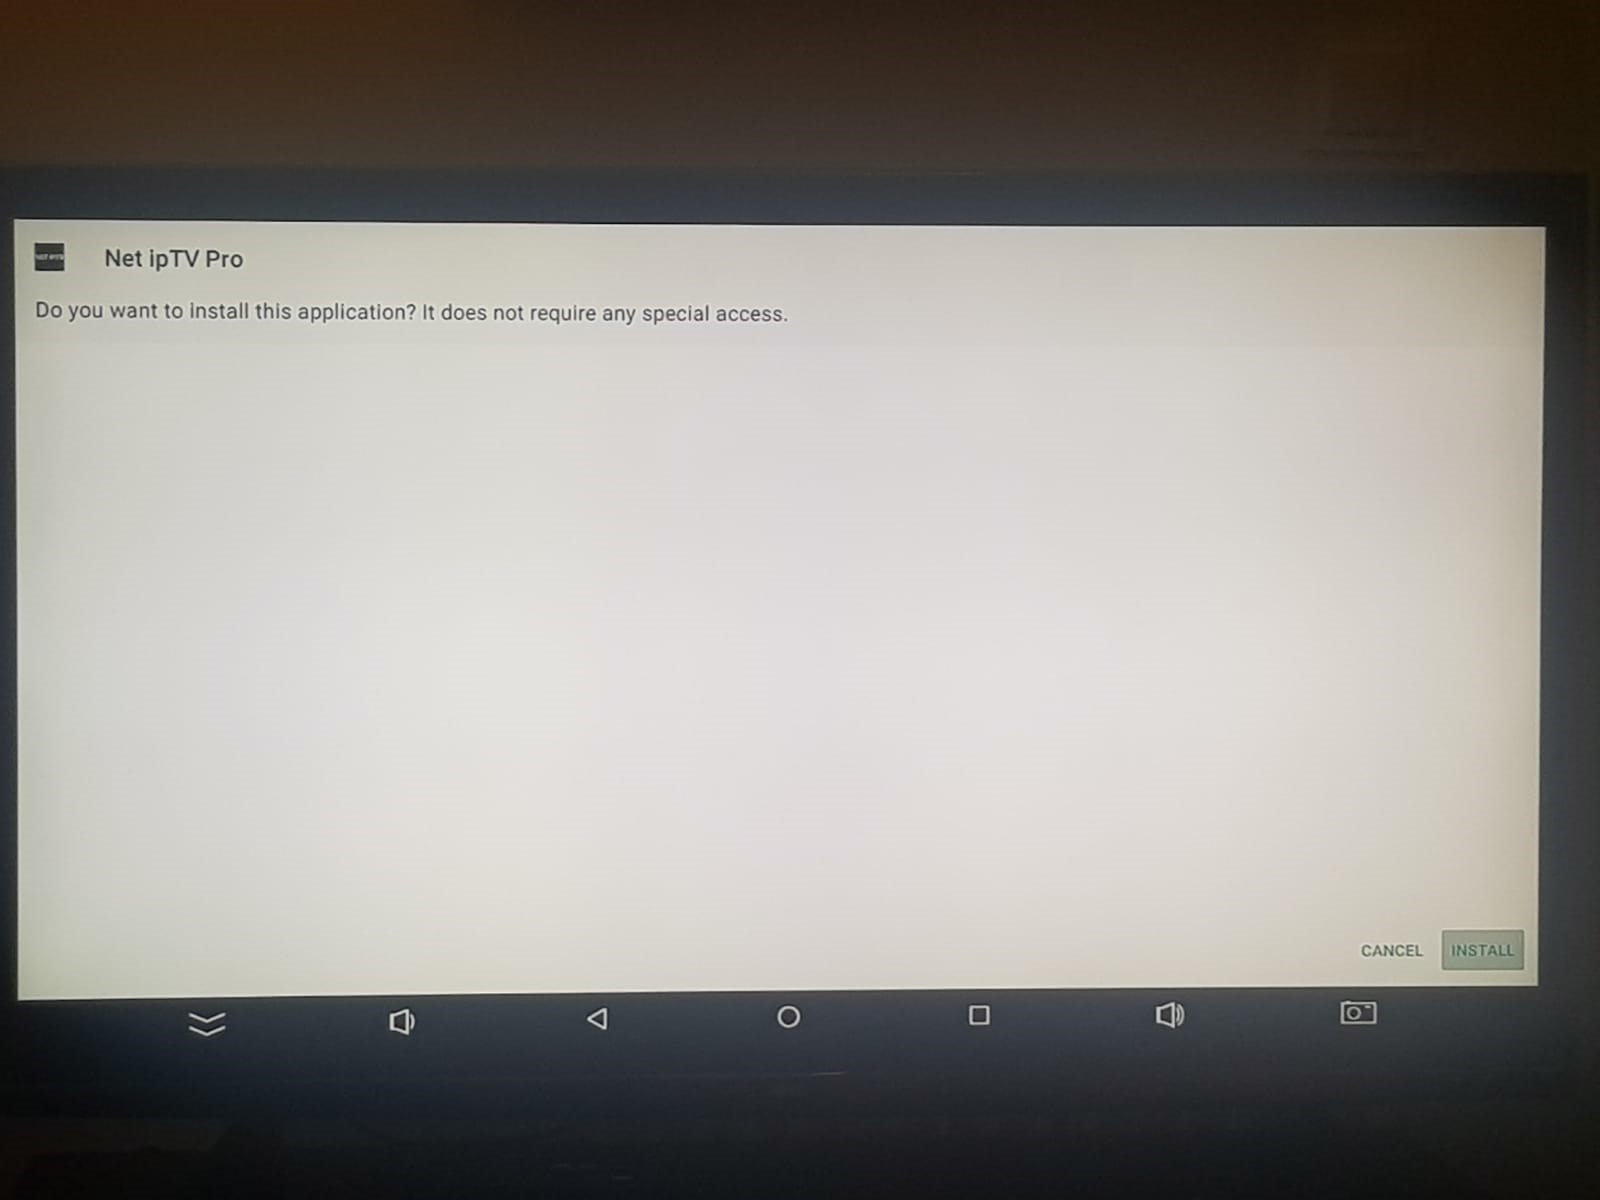 Net ipTV Pro
Do you want to install this application? It does not require any special access.
CANCEL INSTALL